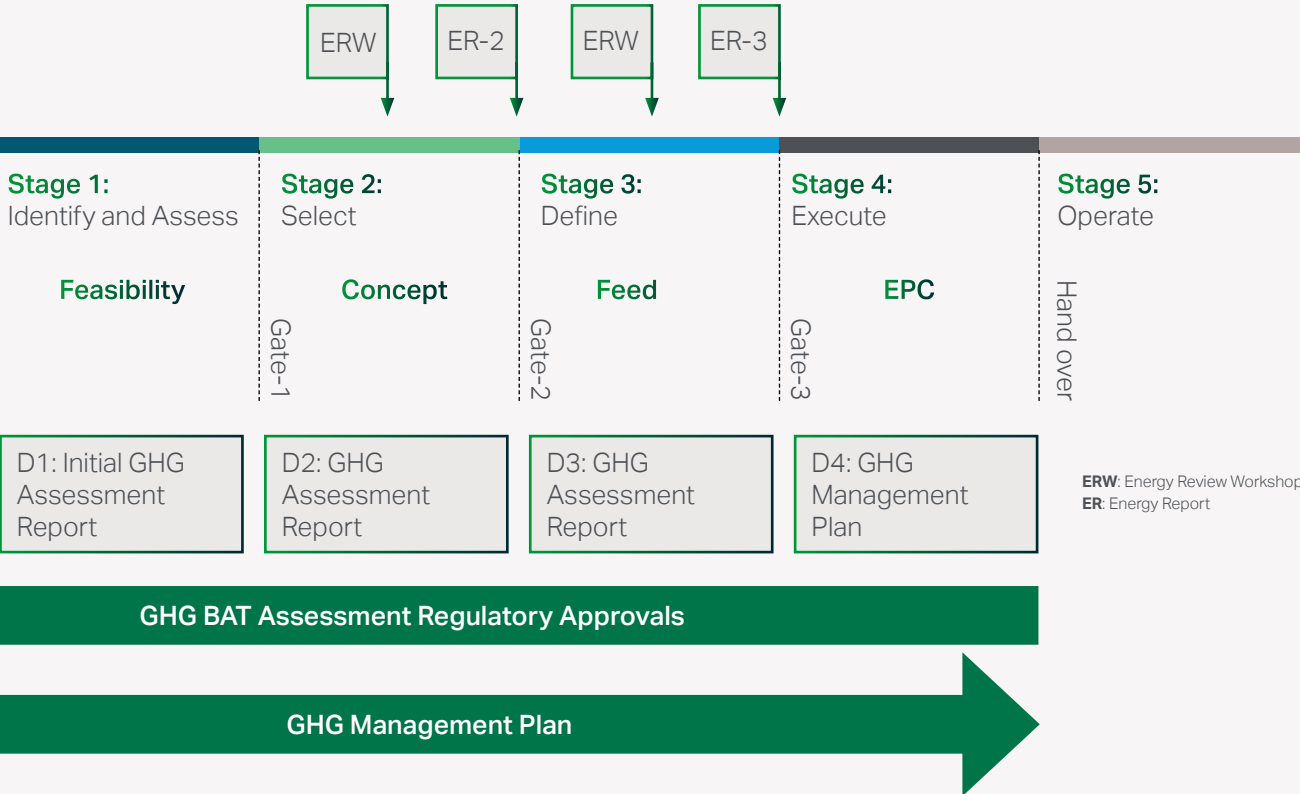 ERW
ER-2
ERW
ER-3
Stage 1:
Identify and Assess
Stage 2:
Select
Stage 3:
Define
Stage 4:
Execute
Stage 5:
Operate
Feasibility
Concept
Feed
EPC
Gate-1
Gate-2
Gate-3
Hand over
D1: Initial GHG
Assessment
Report
D2: GHG
Assessment
Report
D3: GHG
Assessment
Report
D4: GHG
Management
Plan
ERW: Energy Review Workshop
ER: Energy Report
GHG BAT Assessment Regulatory Approvals
GHG Management Plan